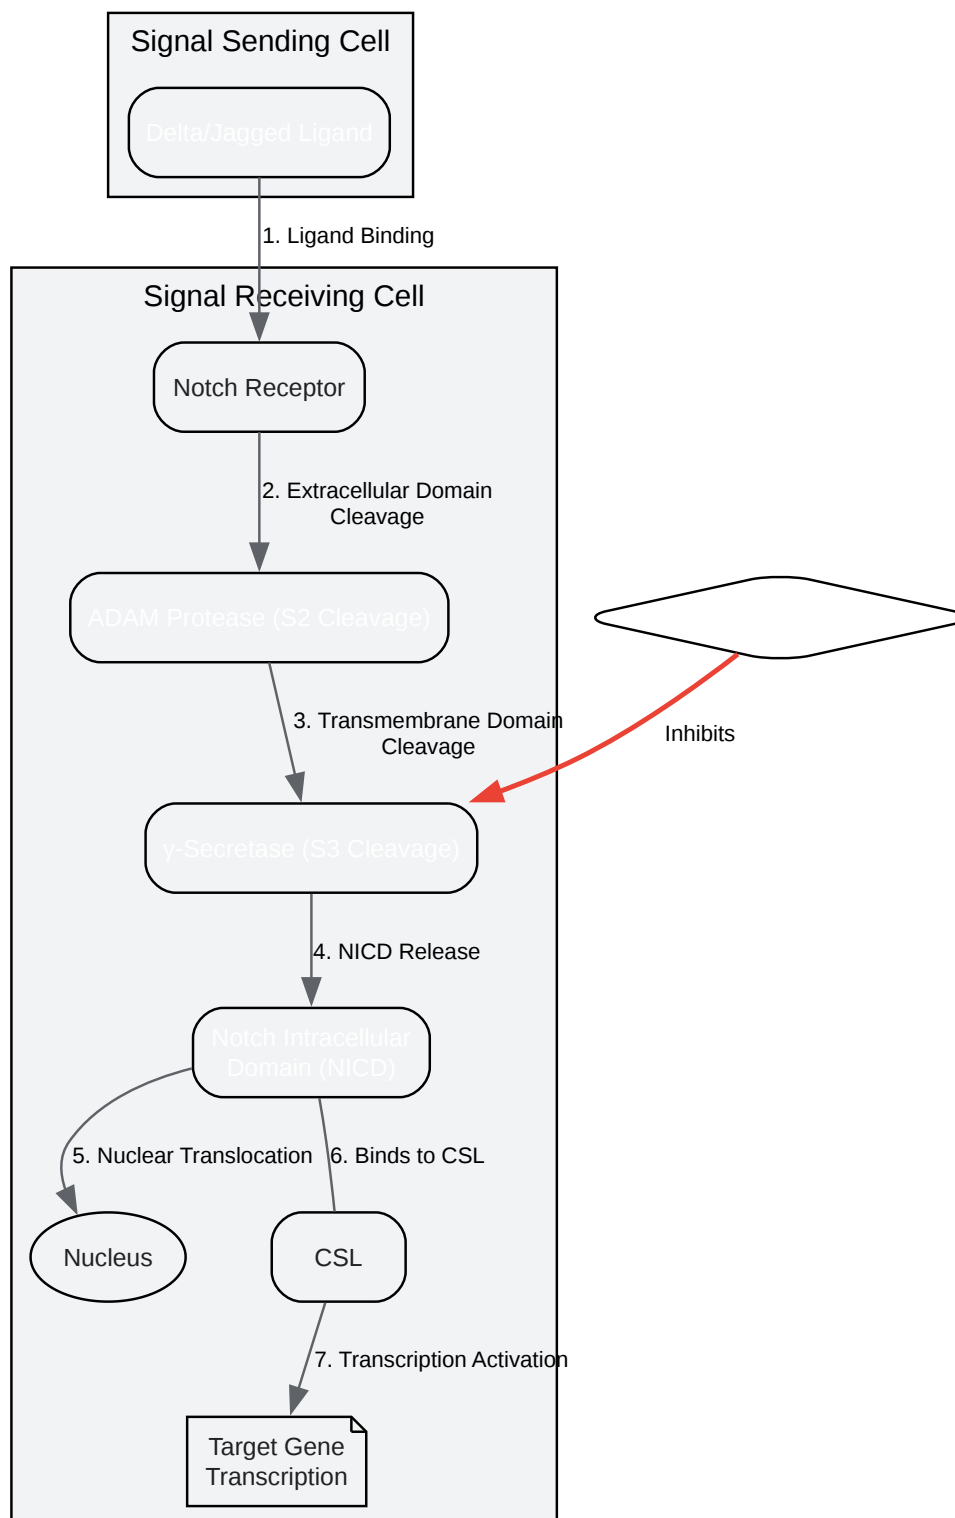 Signal Sending Cell
Delta/Jagged Ligand
1. Ligand Binding
Signal Receiving Cell
Notch Receptor
2. Extracellular Domain
Cleavage
ADAM Protease (S2 Cleavage)
3. Transmembrane Domain
Cleavage
Inhibits
γ-Secretase (S3 Cleavage)
4. NICD Release
Notch Intracellular
Domain (NICD)
5. Nuclear Translocation
6. Binds to CSL
Nucleus
CSL
7. Transcription Activation
Target Gene
Transcription